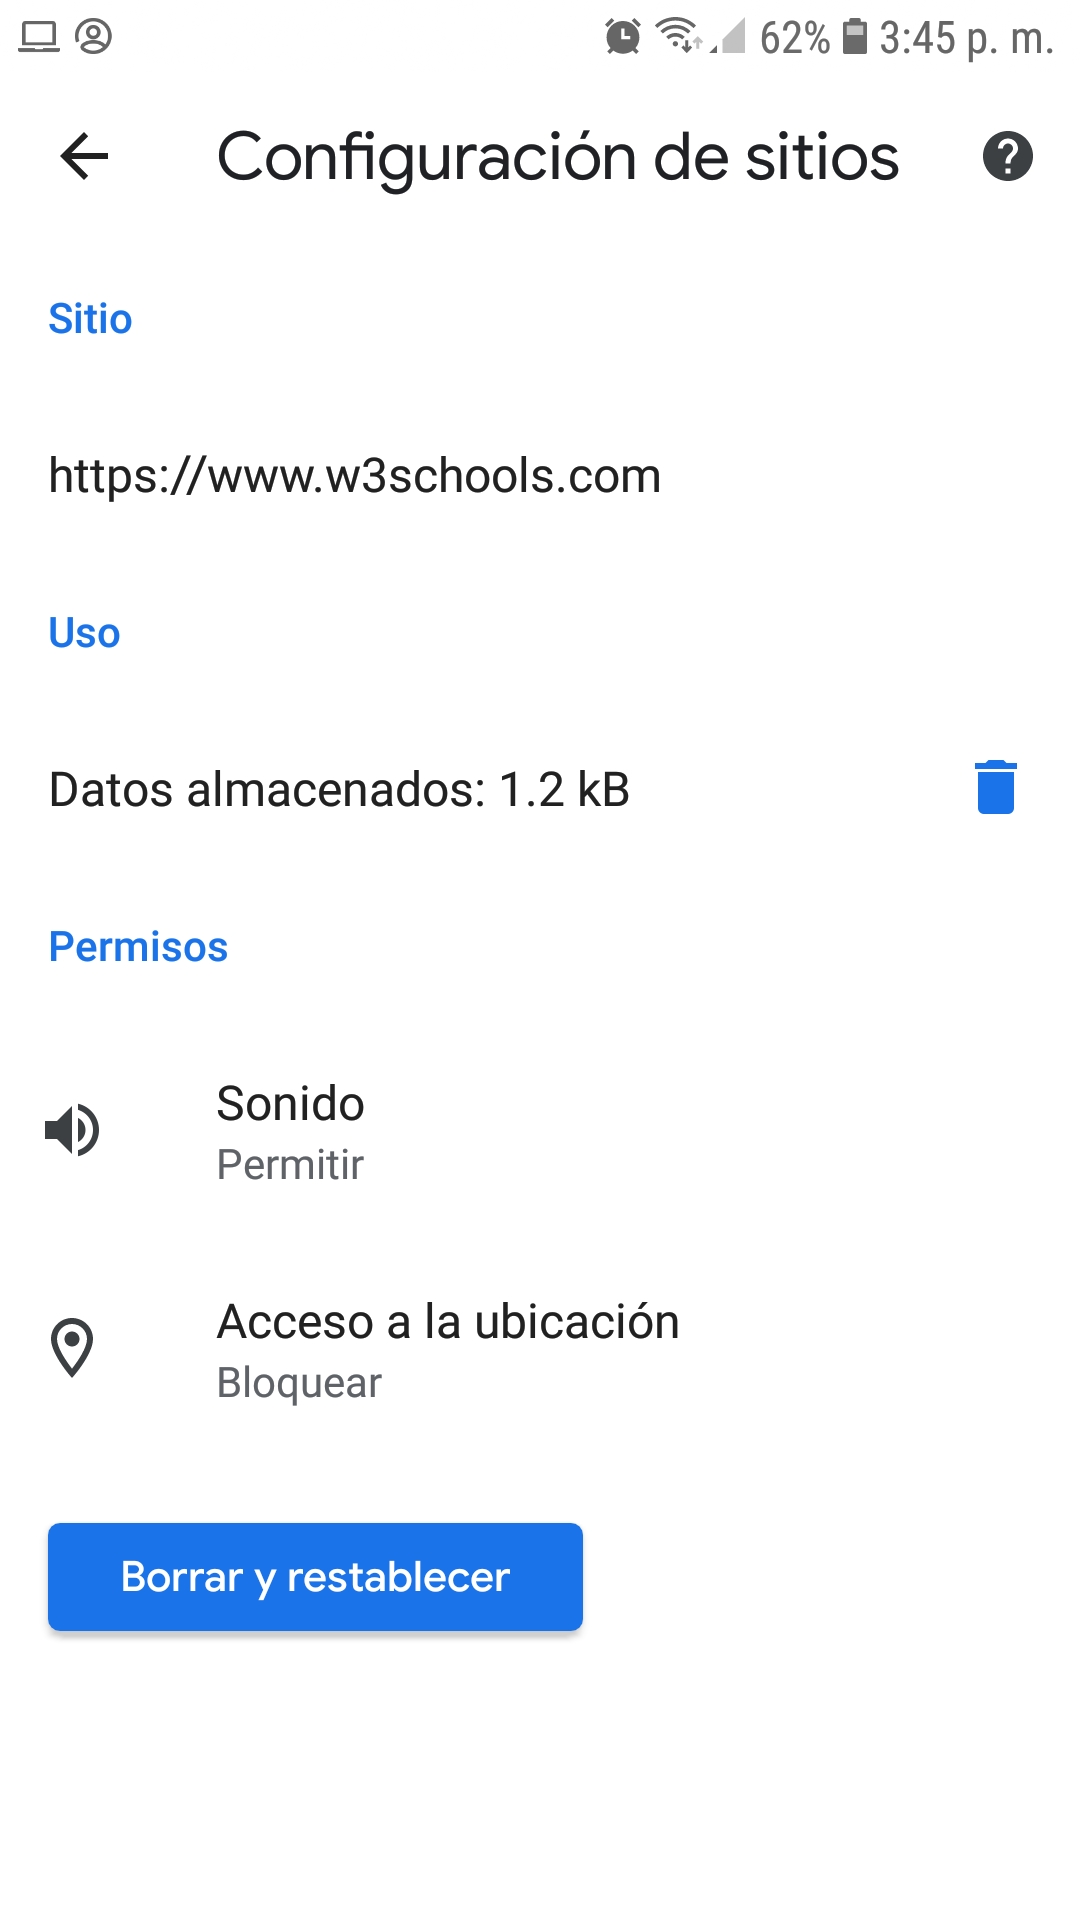 62% 3:45 p. m.
Configuración de sitios
Sitio
https://www.w3schools.com
Uso
Datos almacenados: 1.2 kB
Permisos
Sonido
Permitir
Acceso a la ubicación
Bloquear
Borrar y restablecer